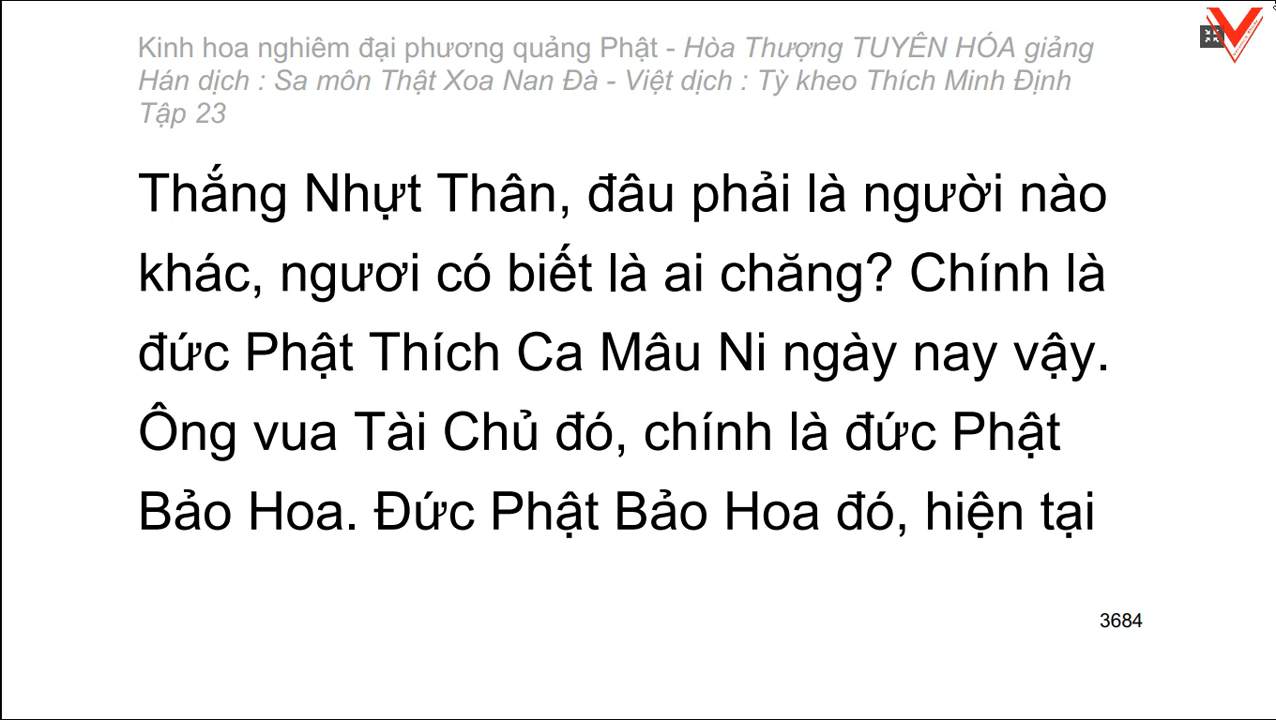 Kinh hoa nghiêm đại phương quảng Phật - Hòa Thượng TUYÊN HÓA giảng
Hán dịch : Sa môn Thật Xoa Nan Đà - Việt dịch : Tỳ kheo Thích Minh Định
Tập 23
Thắng Nhựt Thân, đâu phải là người nào
khác, ngươi có biết là ai chăng? Chính là
đức Phật Thích Ca Mâu Ni ngày nay vậy.
Ông vua Tài Chủ đó, chính là đức Phật
Bảo Hoa. Đức Phật Bảo Hoa đó, hiện tại
3684